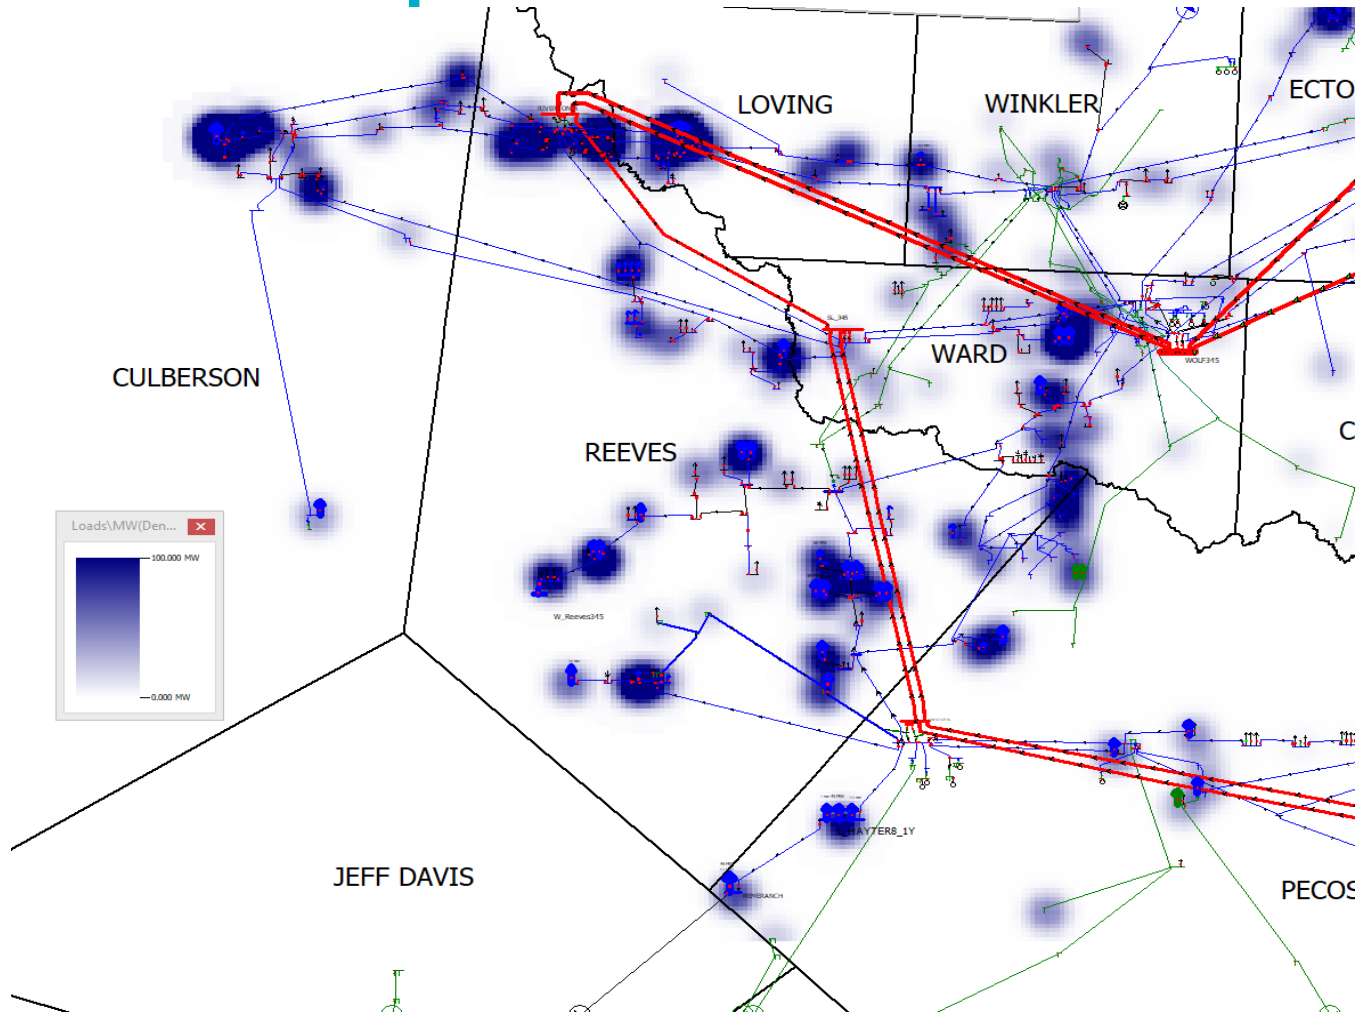 LOVING
WINKLER
ECTO
SL_345
WARD
WOLF345
CULBERSON
REEVES
C
Loads\MW(Den...
100.000 MW
0.000 MW
W_Reeves345
HAYTER8_1Y
JEFF DAVIS
PECOS